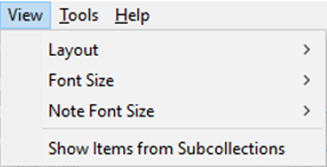 View Tools Help
Layout
Font Size
Note Font Size
Show Items from Subcollections